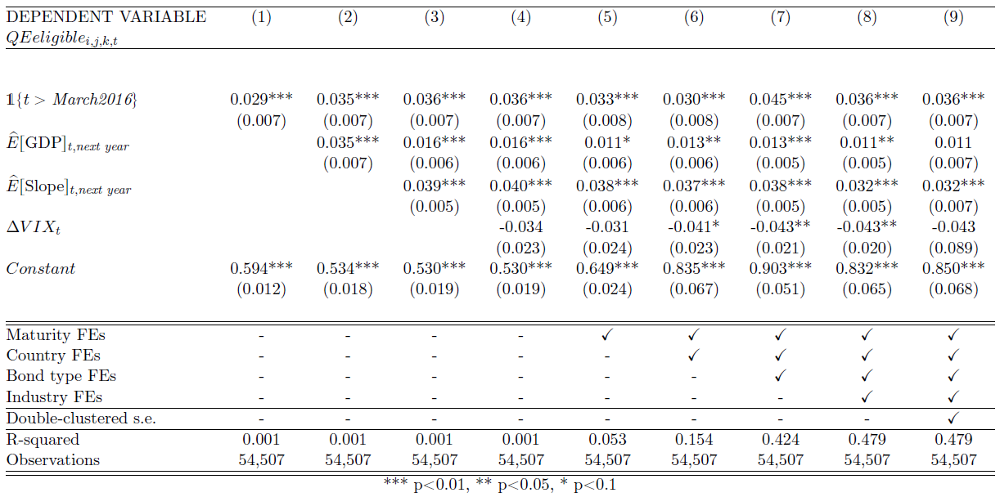 DEPENDENT VARIABLE (1) (2) (3) (4) (5) (6) (7) (8) (9)
QEeligible_{i,j,k,t}
𝟙{t > March2016} 0.029*** 0.035*** 0.036*** 0.036*** 0.033*** 0.030*** 0.045*** 0.036*** 0.036***
(0.007) (0.007) (0.007) (0.007) (0.008) (0.008) (0.007) (0.007) (0.007)
Ê[GDP]_{t,next year} 0.035*** 0.016*** 0.016*** 0.011* 0.013** 0.013*** 0.011** 0.011
(0.007) (0.006) (0.006) (0.006) (0.006) (0.005) (0.005) (0.007)
Ê[Slope]_{t,next year} 0.039*** 0.040*** 0.038*** 0.037*** 0.038*** 0.032*** 0.032***
(0.005) (0.005) (0.006) (0.006) (0.005) (0.005) (0.007)
ΔVIX_t -0.034 -0.031 -0.041* -0.043** -0.043** -0.043
(0.023) (0.024) (0.023) (0.021) (0.020) (0.089)
Constant 0.594*** 0.534*** 0.530*** 0.530*** 0.649*** 0.835*** 0.903*** 0.832*** 0.850***
(0.012) (0.018) (0.019) (0.019) (0.024) (0.067) (0.051) (0.065) (0.068)
Maturity FEs - - - - ✓ ✓ ✓ ✓ ✓
Country FEs - - - - - ✓ ✓ ✓ ✓
Bond type FEs - - - - - - ✓ ✓ ✓
Industry FEs - - - - - - - ✓ ✓
Double-clustered s.e. - - - - - - - - ✓
R-squared 0.001 0.001 0.001 0.001 0.053 0.154 0.424 0.479 0.479
Observations 54,507 54,507 54,507 54,507 54,507 54,507 54,507 54,507 54,507
*** p<0.01, ** p<0.05, * p<0.1